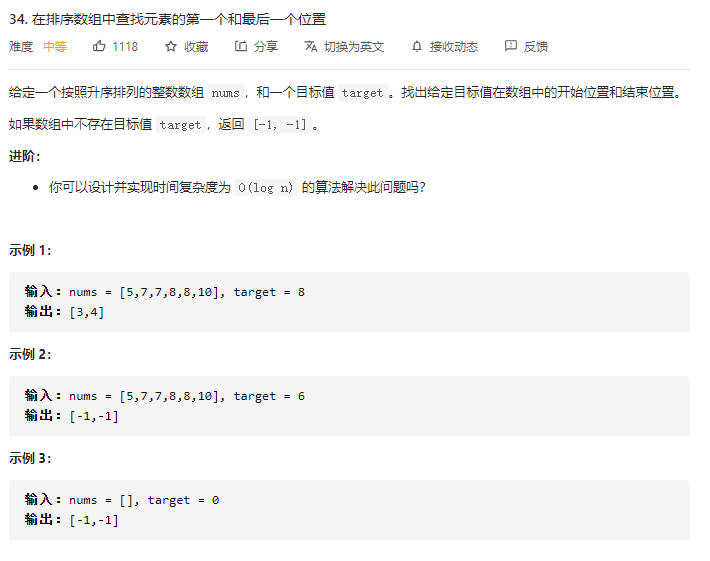 34. 在排序数组中查找元素的第一个和最后一个位置
难度 中等 1118 收藏 分享 切换为英文 接收动态 反馈
给定一个按照升序排列的整数数组 nums，和一个目标值 target。找出给定目标值在数组中的开始位置和结束位置。
如果数组中不存在目标值 target，返回 [-1, -1]。
进阶：
• 你可以设计并实现时间复杂度为 O(log n) 的算法解决此问题吗？
示例 1：
输入：nums = [5,7,7,8,8,10], target = 8
输出：[3,4]
示例 2：
输入：nums = [5,7,7,8,8,10], target = 6
输出：[-1,-1]
示例 3：
输入：nums = [], target = 0
输出：[-1,-1]